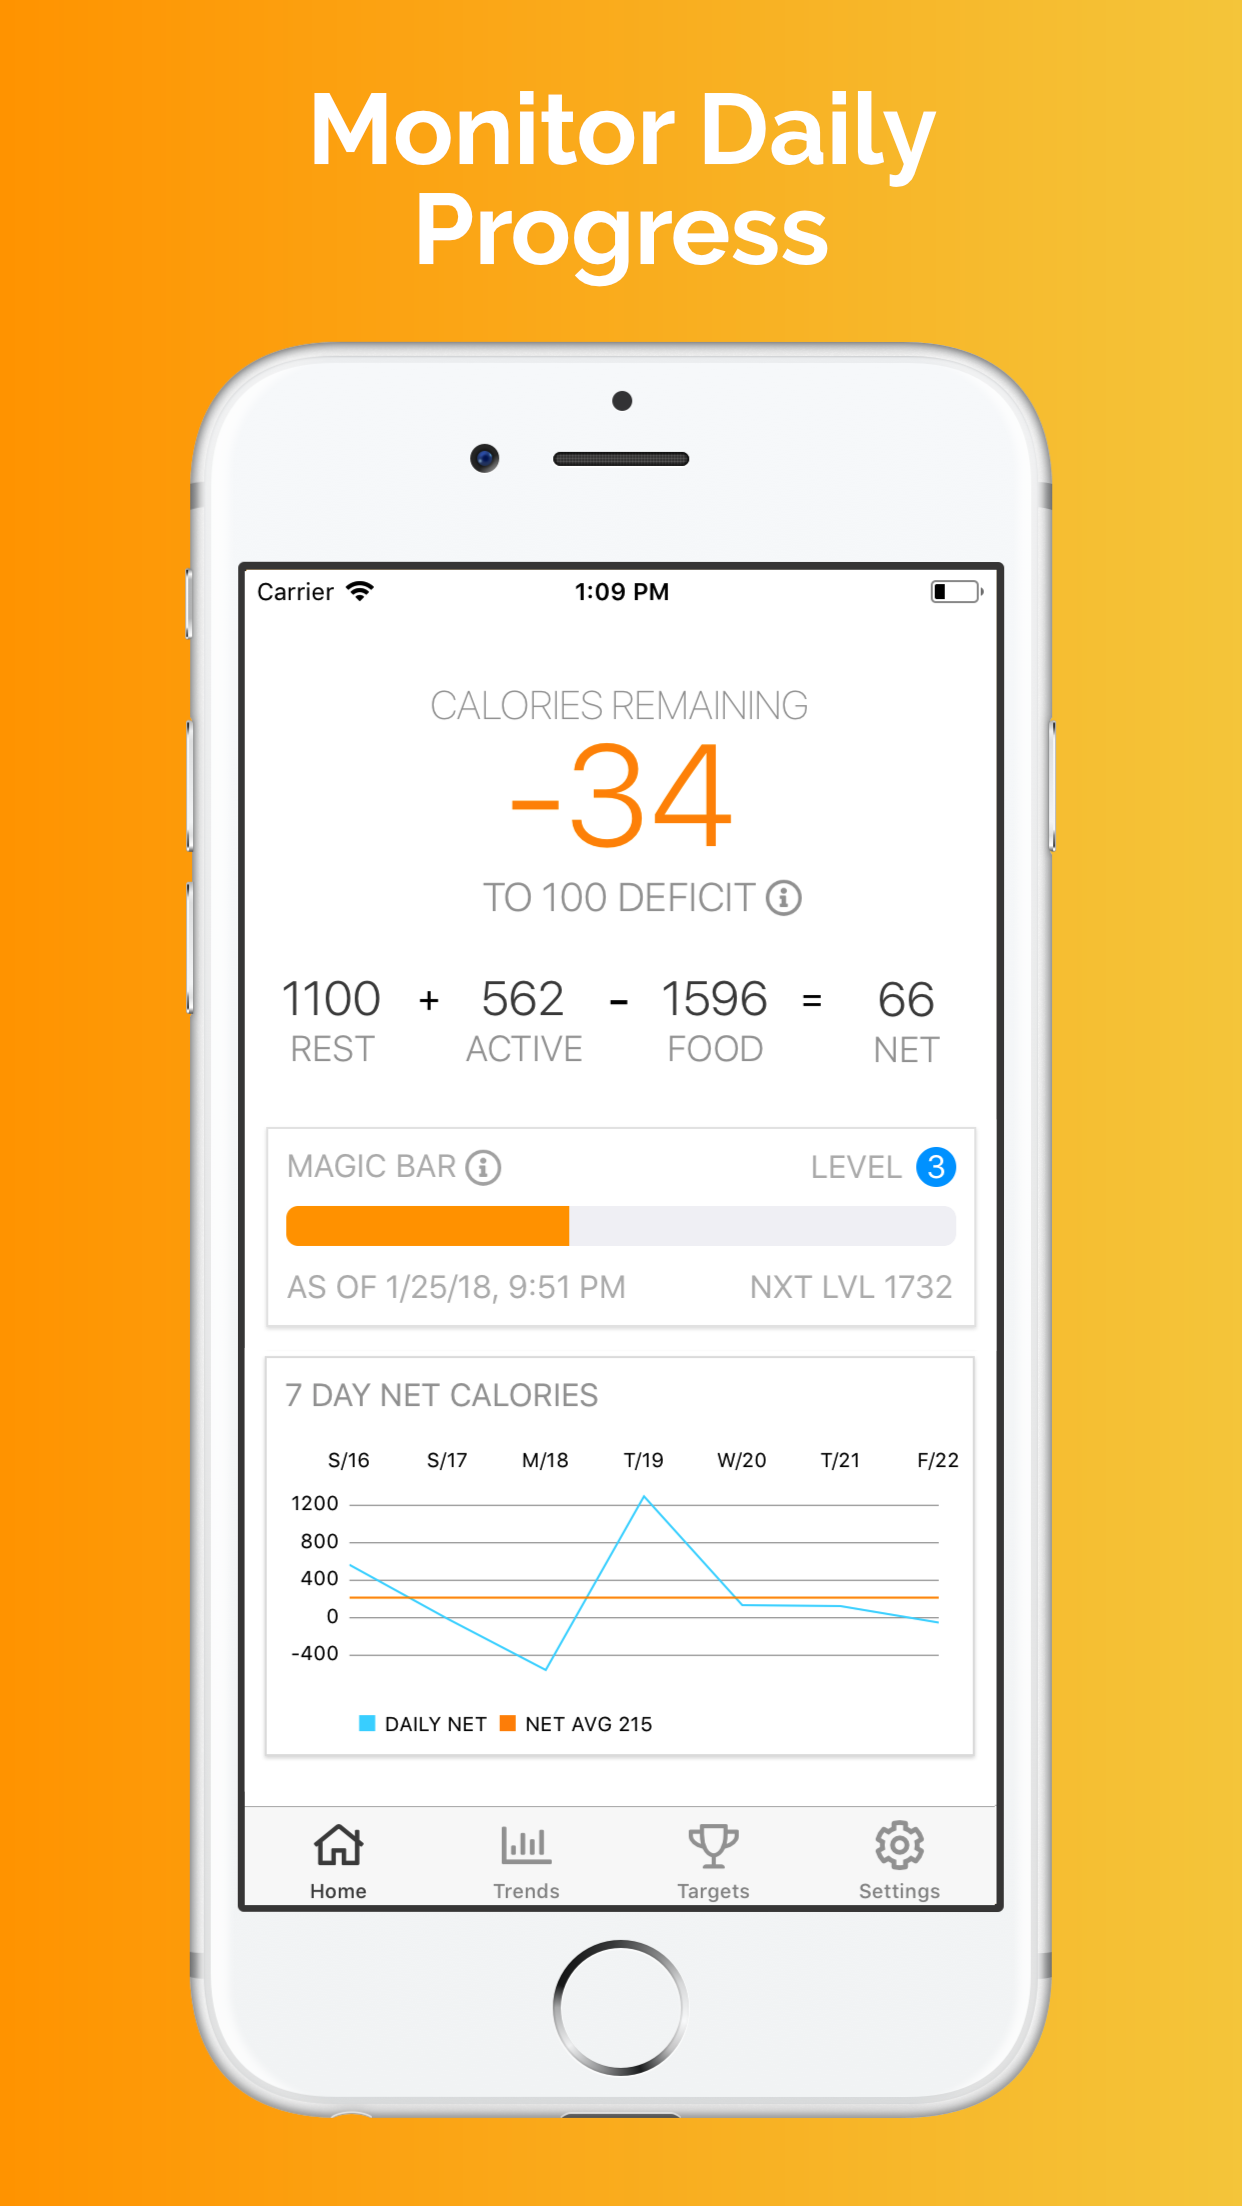 Monitor Daily
Progress
Carrier 1:09 PM
CALORIES REMAINING
-34
TO 100 DEFICIT
1100 + 562 - 1596 = 66
REST ACTIVE FOOD NET
MAGIC BAR LEVEL 3
AS OF 1/25/18, 9:51 PM NXT LVL 1732
7 DAY NET CALORIES
S/16 S/17 M/18 T/19 W/20 T/21 F/22
1200
800
400
0
-400
DAILY NET NET AVG 215
Home Trends Targets Settings